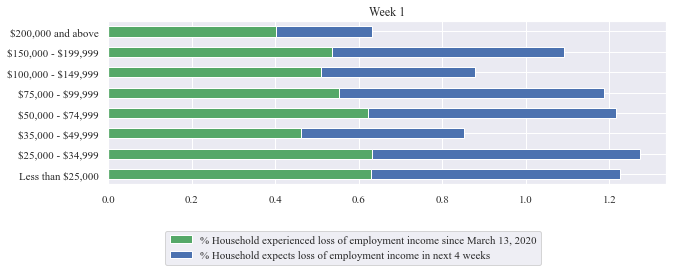 Week 1
$200,000 and above
$150,000 - $199,999
$100,000 - $149,999
$75,000 - $99,999
$50,000 - $74,999
$35,000 - $49,999
$25,000 - $34,999
Less than $25,000
0.0 0.2 0.4 0.6 0.8 1.0 1.2
% Household experienced loss of employment income since March 13, 2020
% Household expects loss of employment income in next 4 weeks